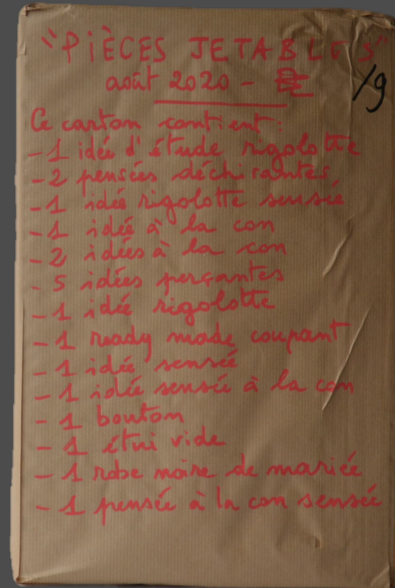 "PIÈCES JETABLES"
août 2020 -
/9
Ce carton contient :
- 1 idée d'étude rigolotte
- 2 pensées déchirantes
- 1 idée rigolotte sensée
- 1 idée à la con
- 2 idées à la con
- 5 idées perçantes
- 1 idée rigolotte
- 1 ready made coupant
- 1 idée sensée
- 1 idée sensée à la con
- 1 bouton
- 1 étui vide
- 1 robe noire de mariée
- 1 pensée à la con sensée